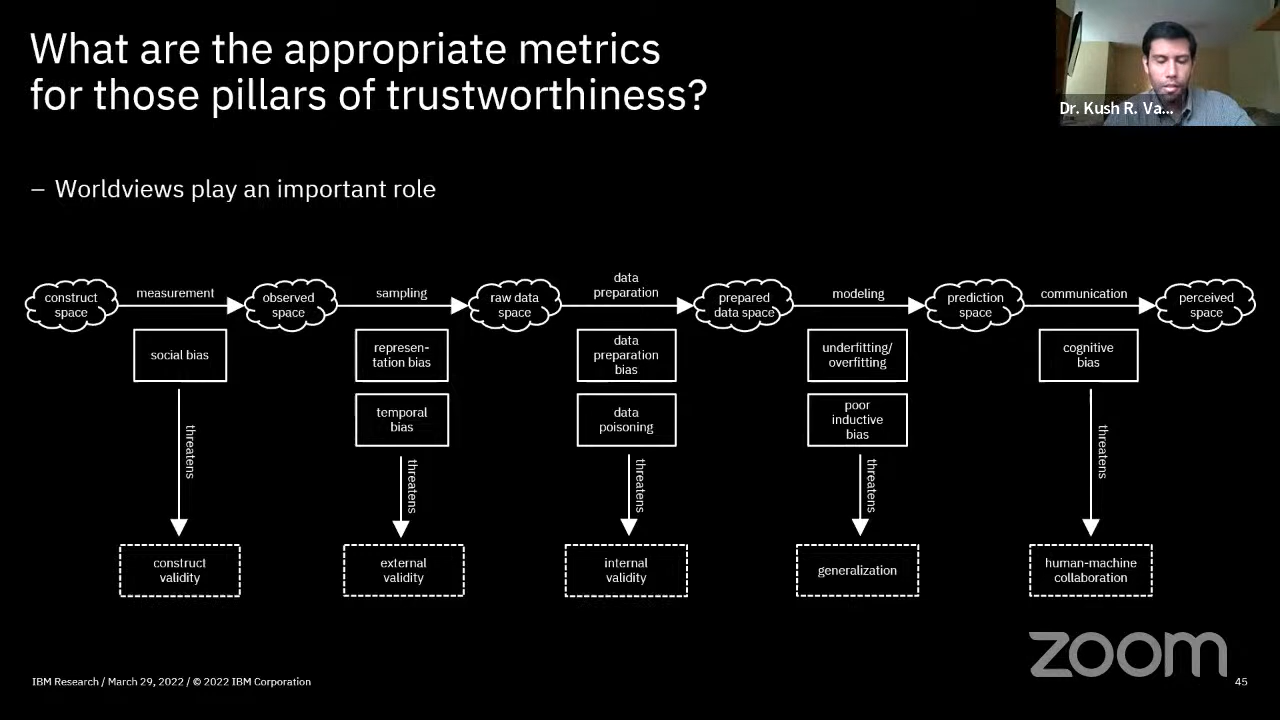 What are the appropriate metrics
for those pillars of trustworthiness?
Dr. Kush R. Va...
– Worldviews play an important role
construct
space
measurement
observed
space
sampling
raw data
space
data
preparation
prepared
data space
modeling
prediction
space
communication
perceived
space
social bias
represen-
tation bias
data
preparation
bias
underfitting/
overfitting
cognitive
bias
temporal
bias
data
poisoning
poor
inductive
bias
threatens
threatens
threatens
threatens
threatens
construct
validity
external
validity
internal
validity
generalization
human-machine
collaboration
zoom
IBM Research / March 29, 2022 / © 2022 IBM Corporation
45